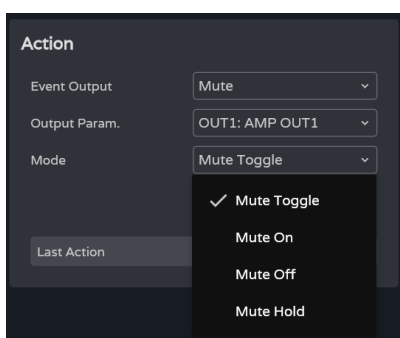 Action
Event Output Mute
Output Param. OUT1: AMP OUT1
Mode Mute Toggle
Mute Toggle
Mute On
Last Action
Mute Off
Mute Hold